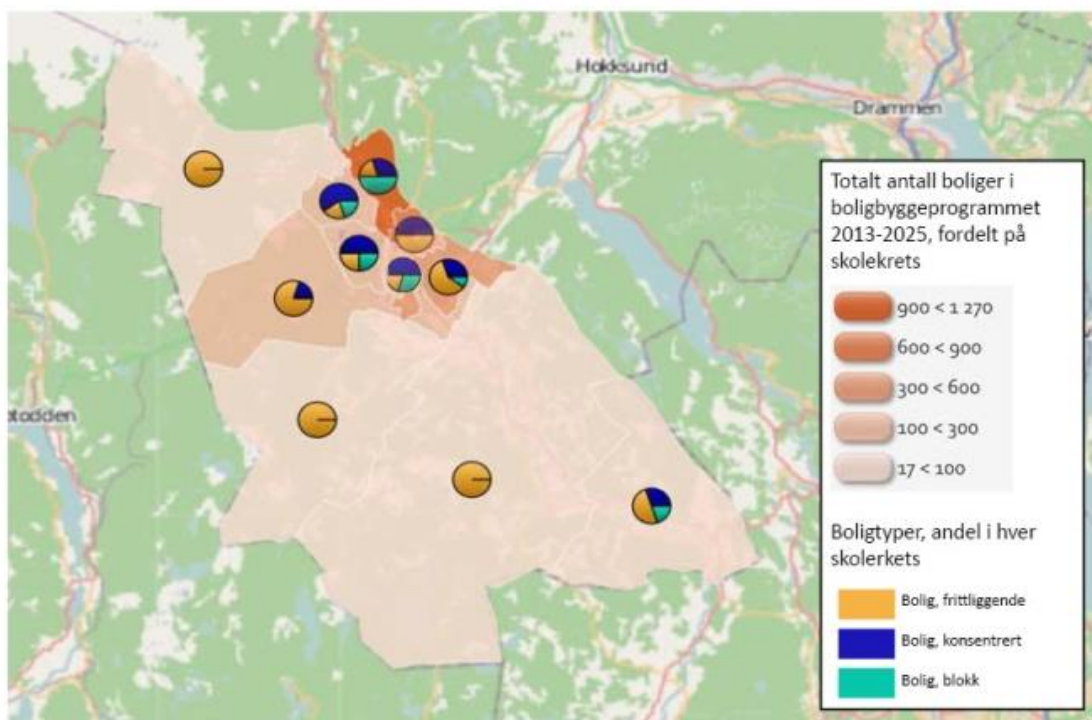 Hokksund
Drammen
otodden
Totalt antall boliger i
boligbyggeprogrammet
2013-2025, fordelt på
skolekrets
900 < 1 270
600 < 900
300 < 600
100 < 300
17 < 100
Boligtyper, andel i hver
skolerkets
Bolig, frittliggende
Bolig, konsentrert
Bolig, blokk